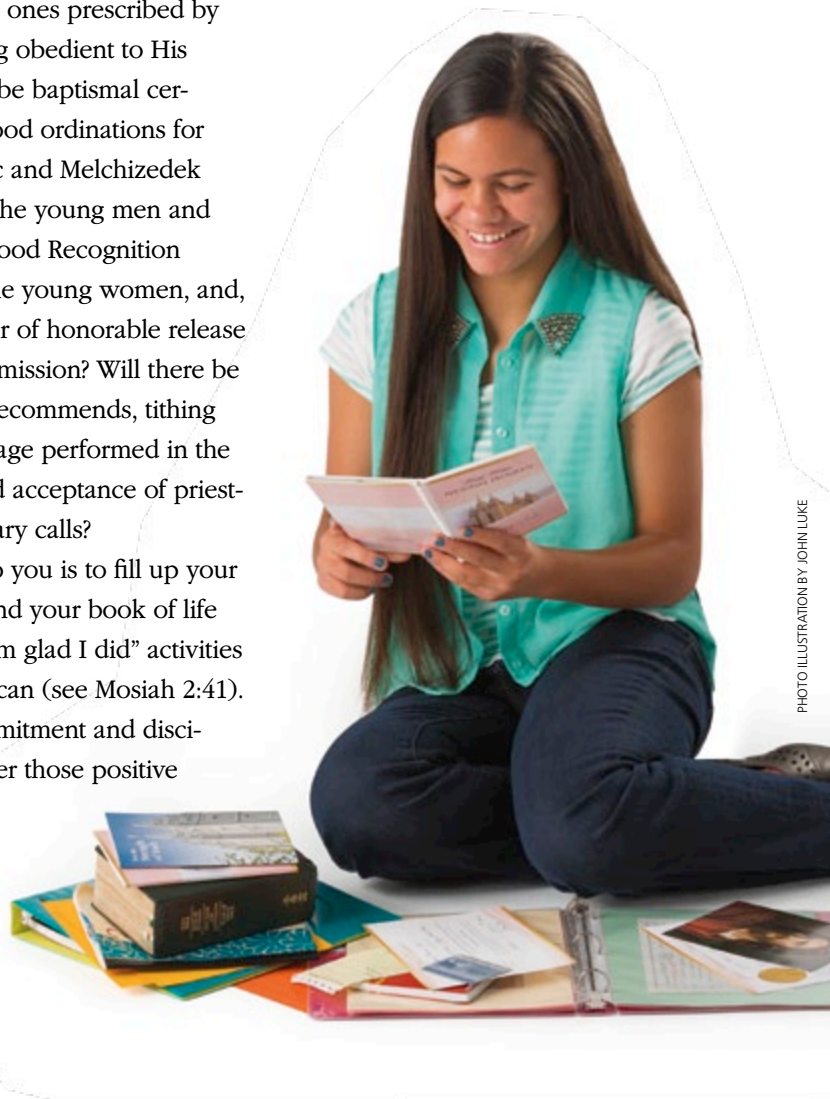 ones prescribed by
g obedient to His
be baptismal cer-
ood ordinations for
c and Melchizedek
he young men and
ood Recognition
e young women, and,
r of honorable release
mission? Will there be
ecommends, tithing
age performed in the
d acceptance of priest-
ary calls?
o you is to fill up your
nd your book of life
m glad I did” activities
can (see Mosiah 2:41).
mitment and disci-
er those positive
PHOTO ILLUSTRATION BY JOHN LUKE